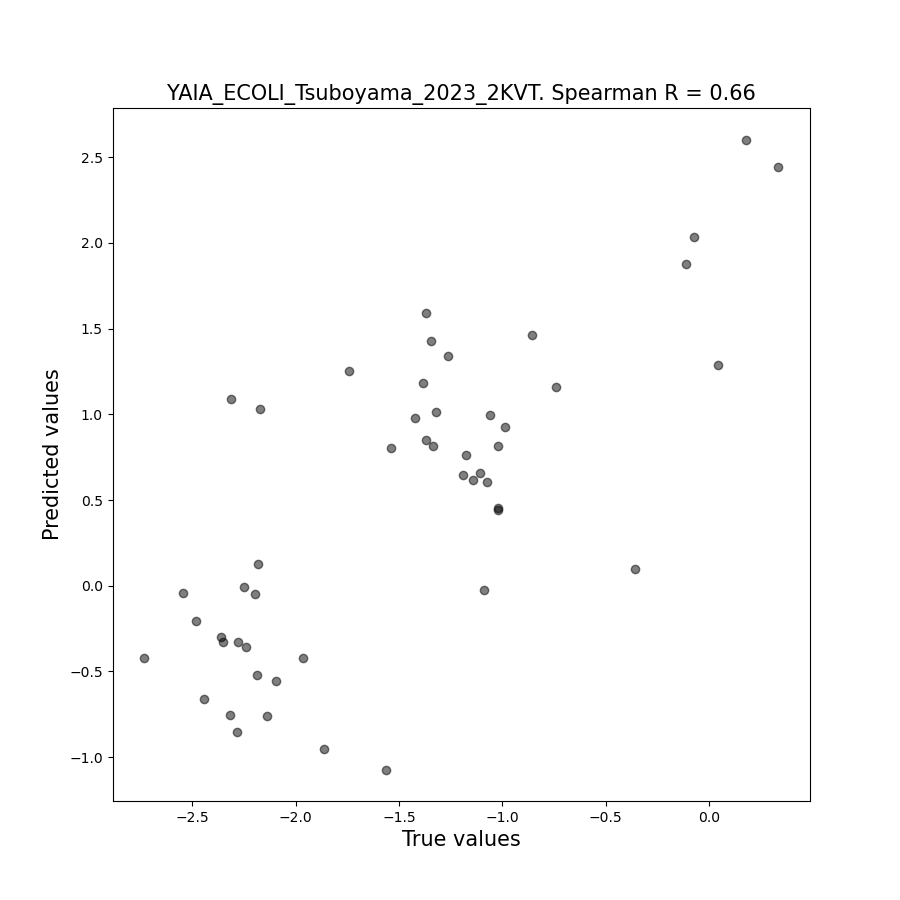 YAIA_ECOLI_Tsuboyama_2023_2KVT. Spearman R = 0.66
2.5
2.0
1.5
1.0
0.5
0.0
−0.5
−1.0
Predicted values
−2.5 −2.0 −1.5 −1.0 −0.5 0.0
True values